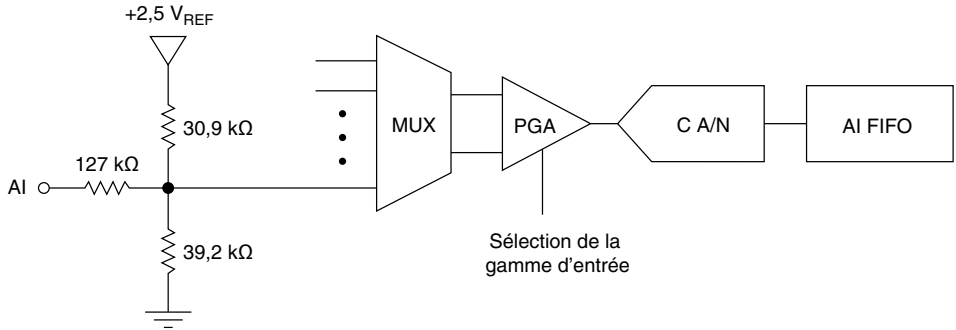 +2,5 VREF
30,9 kΩ
127 kΩ
AI
39,2 kΩ
MUX
PGA
C A/N
AI FIFO
Sélection de la
gamme d'entrée